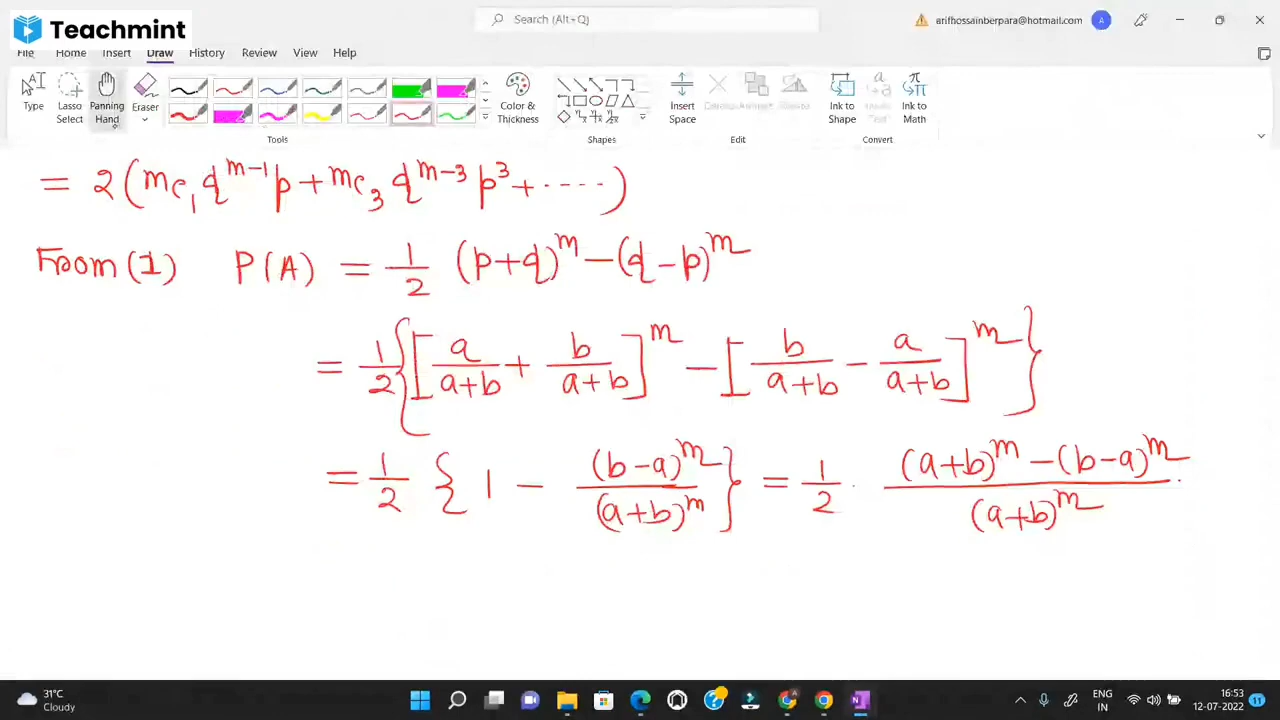 Teachmint
Search (Alt+Q)
arifhossainberpara@hotmail.com A
File Home Insert Draw History Review View Help
Type Lasso Select Panning Hand Eraser Color & Thickness Insert Space Ink to Shape Ink to Math
Tools Shapes Edit Convert
= 2(mc₁ q^{m-1} p + mc₃ q^{m-3} p³ + ....)
From (1) P(A) = 1/2 (p+q)^m - (q-p)^m
= 1/2 {[a/(a+b) + b/(a+b)]^m - [b/(a+b) - a/(a+b)]^m}
= 1/2 {1 - (b-a)^m/(a+b)^m} = 1/2 . ((a+b)^m - (b-a)^m)/(a+b)^m .
31°C
Cloudy
ENG
IN
16:53
12-07-2022